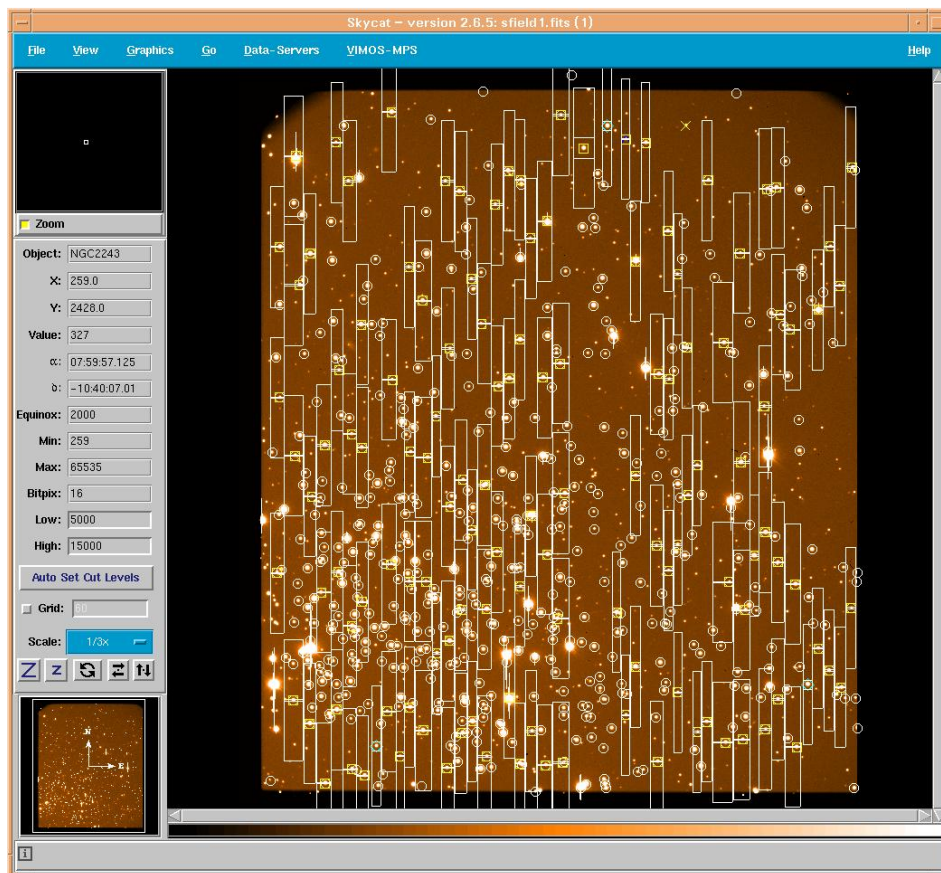 Skycat – version 2.6.5: sfield1.fits (1)
File View Graphics Go Data-Servers VIMOS-MPS Help
Zoom
Object: NGC2243
X: 259.0
Y: 2428.0
Value: 327
α: 07:59:57.125
δ: -10:40:07.01
Equinox: 2000
Min: 259
Max: 65535
Bitpix: 16
Low: 5000
High: 15000
Auto Set Cut Levels
Grid: 60
Scale: 1/3x
Z z
N
E
i